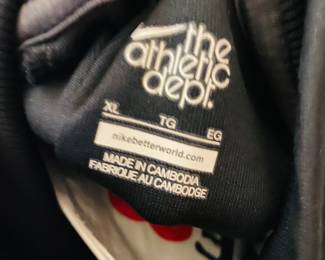 the
athletic
dept.
XL TG EG
nikebetterworld.com
MADE IN CAMBODIA
FABRIQUE AU CAMBODGE